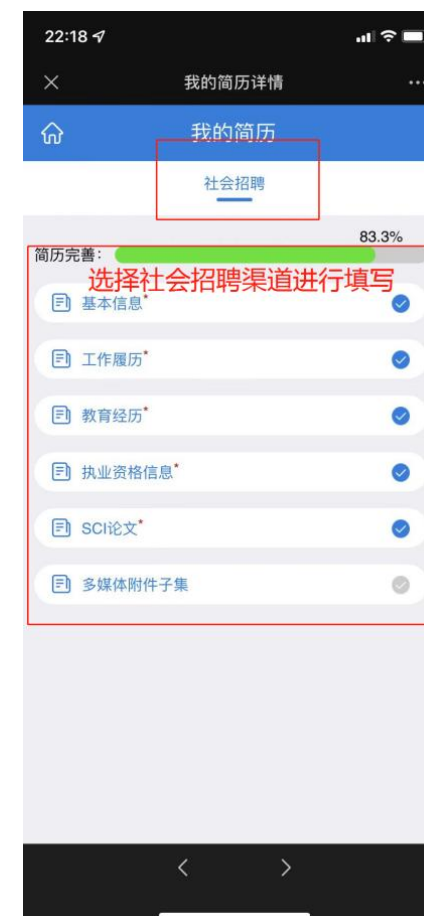 22:18
我的简历详情
我的简历
社会招聘
83.3%
简历完善：
选择社会招聘渠道进行填写
基本信息*
工作履历*
教育经历*
执业资格信息*
SCI论文*
多媒体附件子集